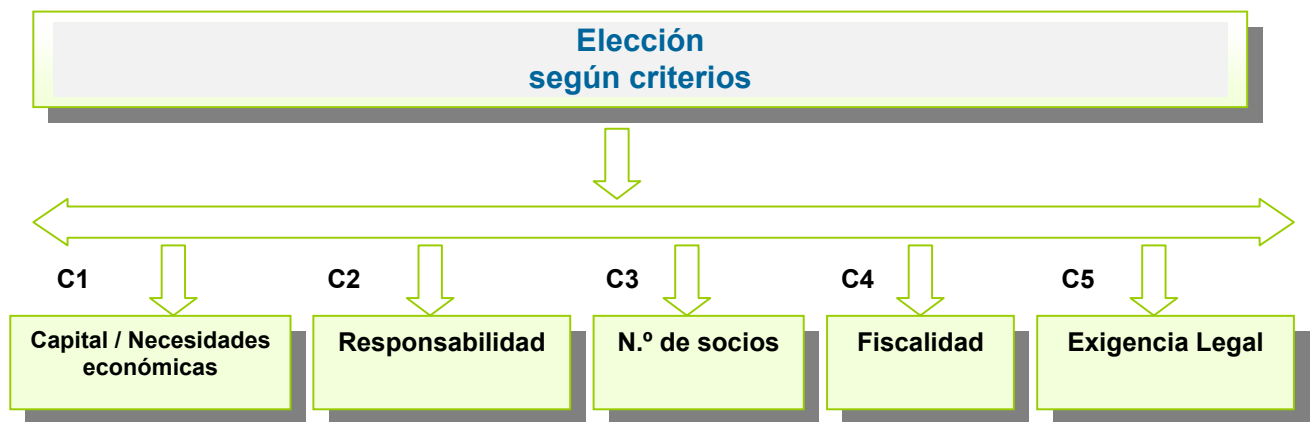 Elección
según criterios
C1
C2
C3
C4
C5
Capital / Necesidades
económicas
Responsabilidad
N.º de socios
Fiscalidad
Exigencia Legal